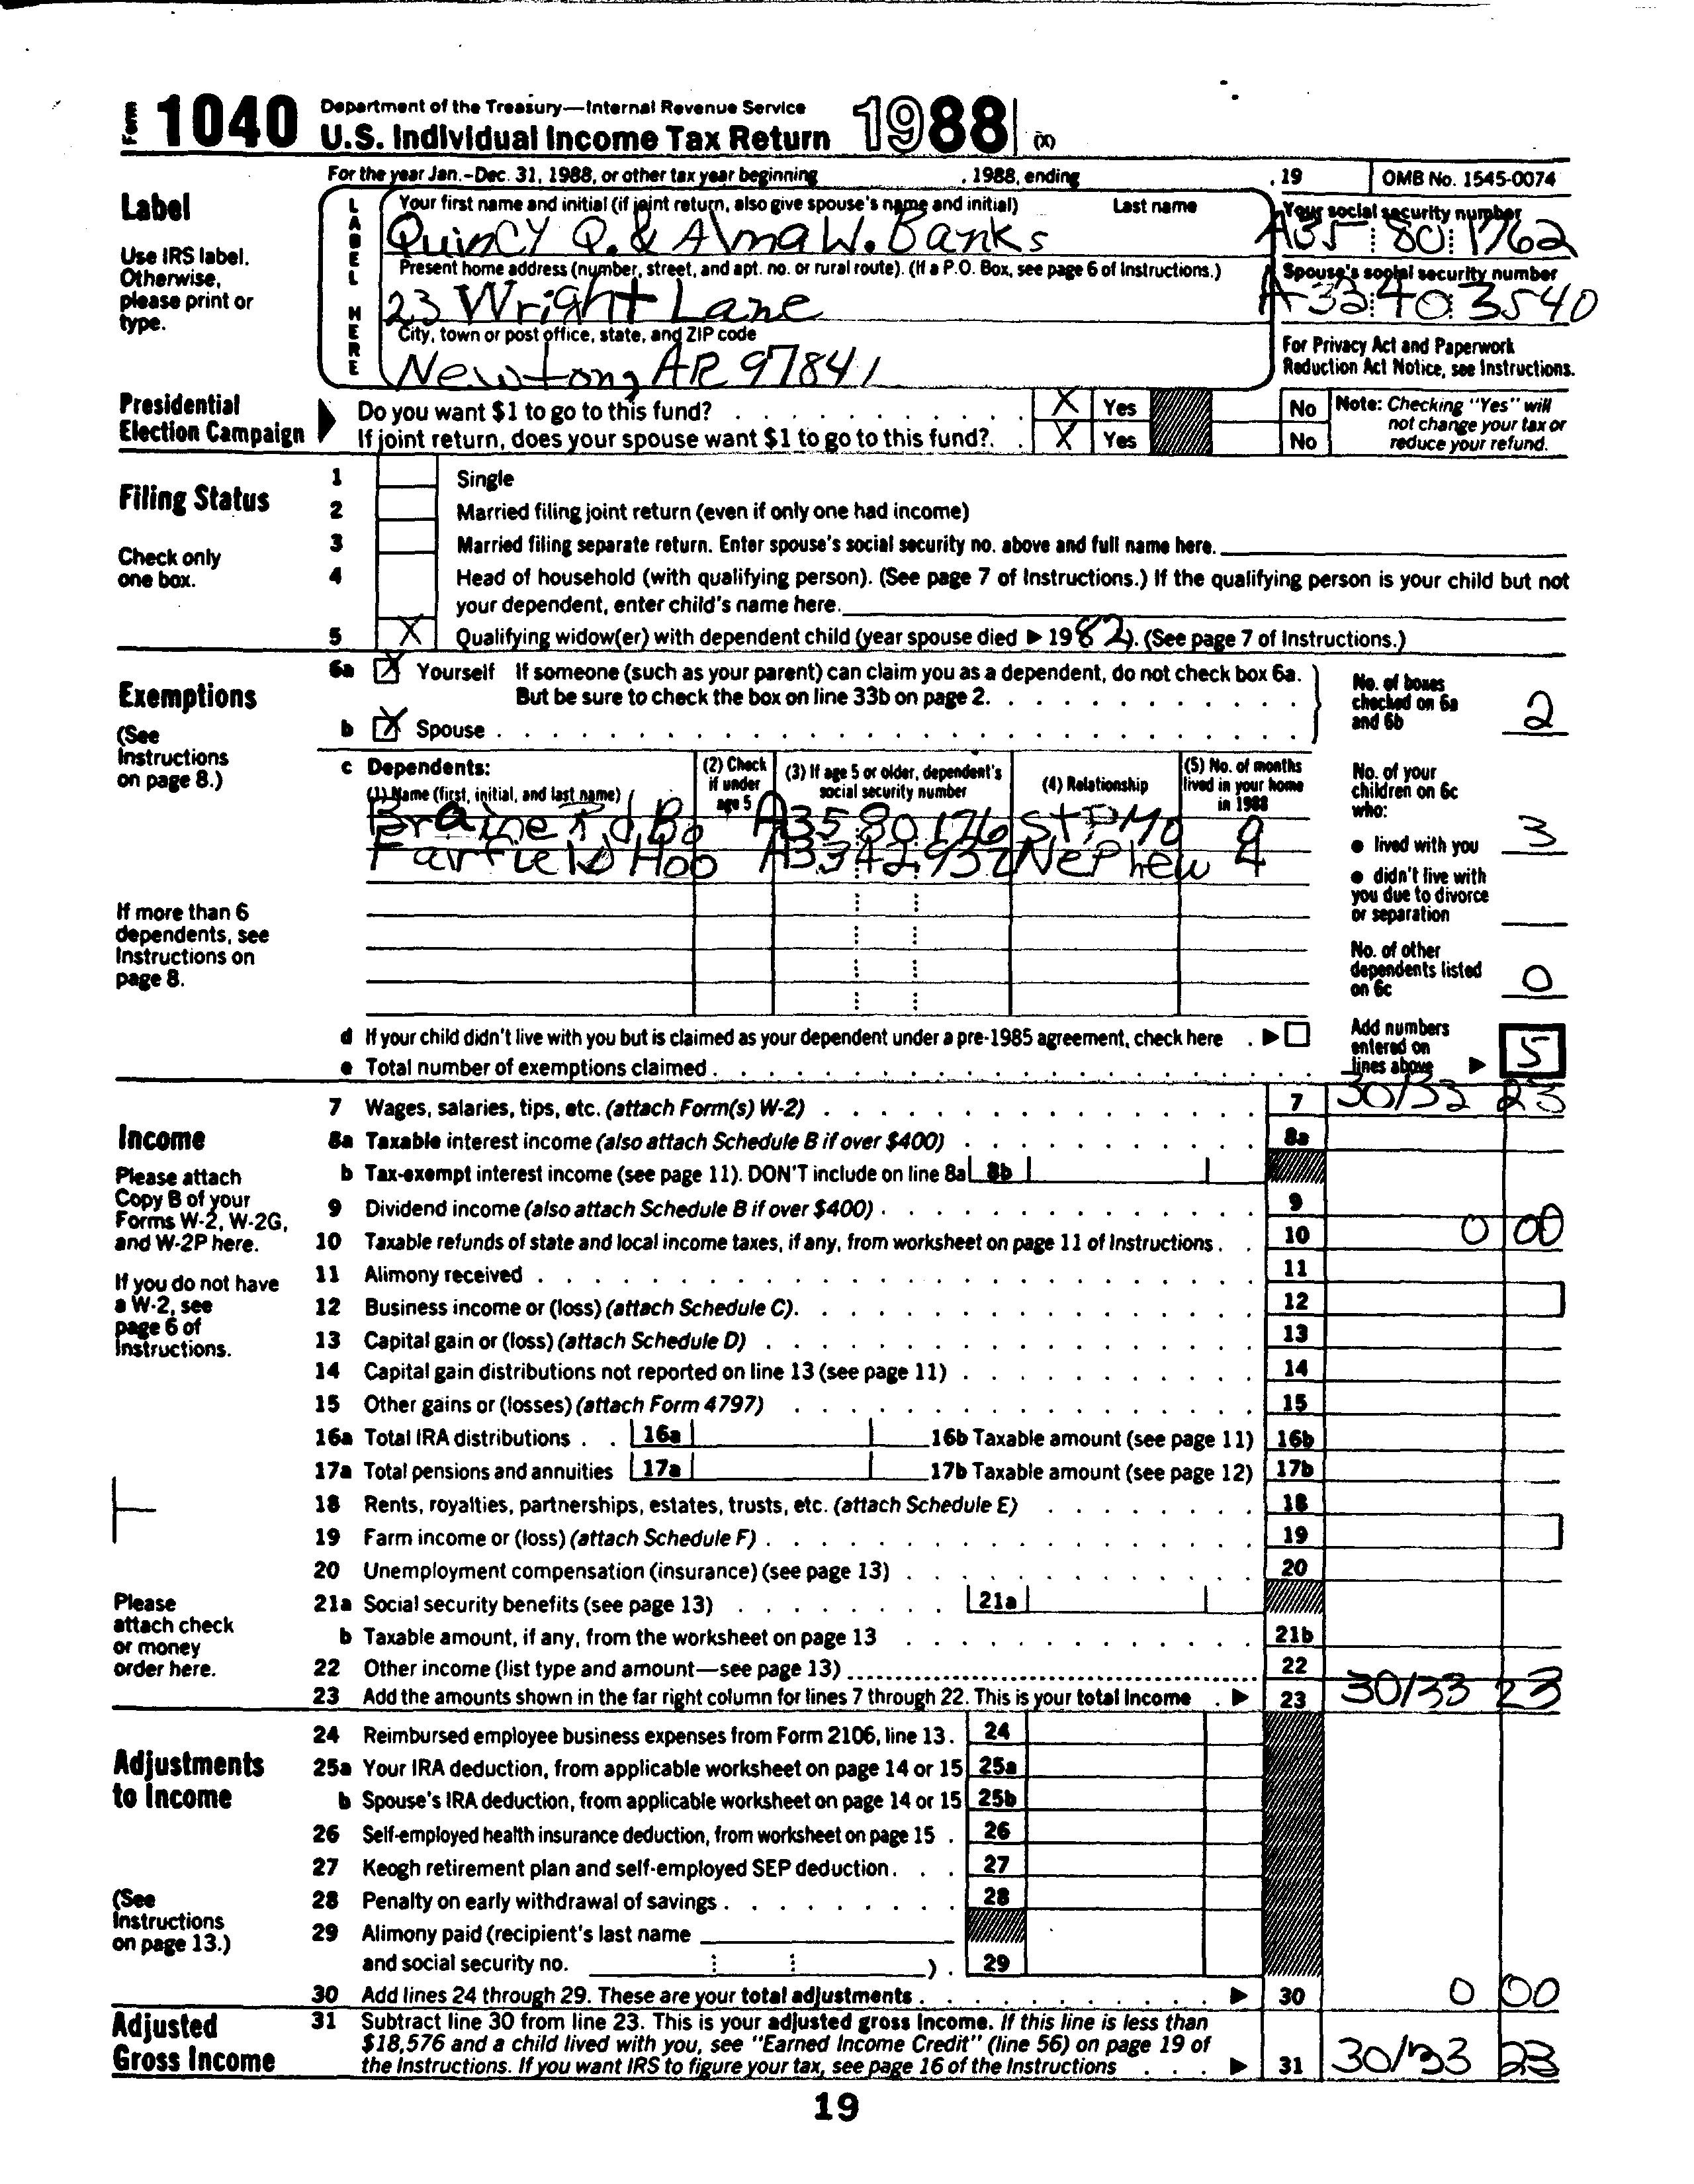 Form 1040 Department of the Treasury—Internal Revenue Service
U.S. Individual Income Tax Return 1988 (X)
For the year Jan.-Dec. 31, 1988, or other tax year beginning , 1988, ending , 19 OMB No. 1545-0074
Label
Use IRS label. Otherwise, please print or type.
LABEL HERE
Your first name and initial (if joint return, also give spouse's name and initial) Last name
Quincy Q. & Alma W. Banks
Your social security number
A35 80 1762
Present home address (number, street, and apt. no. or rural route). (If a P.O. Box, see page 6 of Instructions.)
23 Wright Lane
Spouse's social security number
A33 40 3540
City, town or post office, state, and ZIP code
Newtong AR 97841
For Privacy Act and Paperwork Reduction Act Notice, see Instructions.
Presidential Election Campaign
Do you want $1 to go to this fund? X Yes No
If joint return, does your spouse want $1 to go to this fund?. X Yes No
Note: Checking "Yes" will not change your tax or reduce your refund.
Filing Status
Check only one box.
1 Single
2 Married filing joint return (even if only one had income)
3 Married filing separate return. Enter spouse's social security no. above and full name here.
4 Head of household (with qualifying person). (See page 7 of Instructions.) If the qualifying person is your child but not
your dependent, enter child's name here.
5 X Qualifying widow(er) with dependent child (year spouse died ▶ 19 82). (See page 7 of Instructions.)
Exemptions
(See Instructions on page 8.)
6a X Yourself If someone (such as your parent) can claim you as a dependent, do not check box 6a.
But be sure to check the box on line 33b on page 2.
b X Spouse
No. of boxes checked on 6a and 6b 2
c Dependents:
(1) Name (first, initial, and last name)
(2) Check if under age 5
(3) If age 5 or older, dependent's social security number
(4) Relationship
(5) No. of months lived in your home in 1988
Brainerd, Bo A35 80 176 StPMo 9
Fairfield, Hoo A33 42 932 Nephew 4
No. of your children on 6c who:
● lived with you 3
● didn't live with you due to divorce or separation
No. of other dependents listed on 6c 0
If more than 6 dependents, see Instructions on page 8.
d If your child didn't live with you but is claimed as your dependent under a pre-1985 agreement, check here . ▶
e Total number of exemptions claimed
Add numbers entered on lines above ▶ 5
Income
Please attach Copy B of your Forms W-2, W-2G, and W-2P here.
If you do not have a W-2, see page 6 of Instructions.
Please attach check or money order here.
7 Wages, salaries, tips, etc. (attach Form(s) W-2) 7 30133 23
8a Taxable interest income (also attach Schedule B if over $400) 8a
b Tax-exempt interest income (see page 11). DON'T include on line 8a 8b
9 Dividend income (also attach Schedule B if over $400) 9
10 Taxable refunds of state and local income taxes, if any, from worksheet on page 11 of Instructions 10 0 00
11 Alimony received 11
12 Business income or (loss) (attach Schedule C). 12
13 Capital gain or (loss) (attach Schedule D) 13
14 Capital gain distributions not reported on line 13 (see page 11) 14
15 Other gains or (losses) (attach Form 4797) 15
16a Total IRA distributions 16a 16b Taxable amount (see page 11) 16b
17a Total pensions and annuities 17a 17b Taxable amount (see page 12) 17b
18 Rents, royalties, partnerships, estates, trusts, etc. (attach Schedule E) 18
19 Farm income or (loss) (attach Schedule F) 19
20 Unemployment compensation (insurance) (see page 13) 20
21a Social security benefits (see page 13) 21a
b Taxable amount, if any, from the worksheet on page 13 21b
22 Other income (list type and amount—see page 13) 22
23 Add the amounts shown in the far right column for lines 7 through 22. This is your total income . ▶ 23 30133 23
Adjustments to Income
(See Instructions on page 13.)
24 Reimbursed employee business expenses from Form 2106, line 13. 24
25a Your IRA deduction, from applicable worksheet on page 14 or 15 25a
b Spouse's IRA deduction, from applicable worksheet on page 14 or 15 25b
26 Self-employed health insurance deduction, from worksheet on page 15 . 26
27 Keogh retirement plan and self-employed SEP deduction. 27
28 Penalty on early withdrawal of savings 28
29 Alimony paid (recipient's last name
and social security no. ). 29
30 Add lines 24 through 29. These are your total adjustments ▶ 30 0 00
Adjusted Gross Income
31 Subtract line 30 from line 23. This is your adjusted gross income. If this line is less than
$18,576 and a child lived with you, see "Earned Income Credit" (line 56) on page 19 of
the Instructions. If you want IRS to figure your tax, see page 16 of the Instructions ▶ 31 30133 23
19